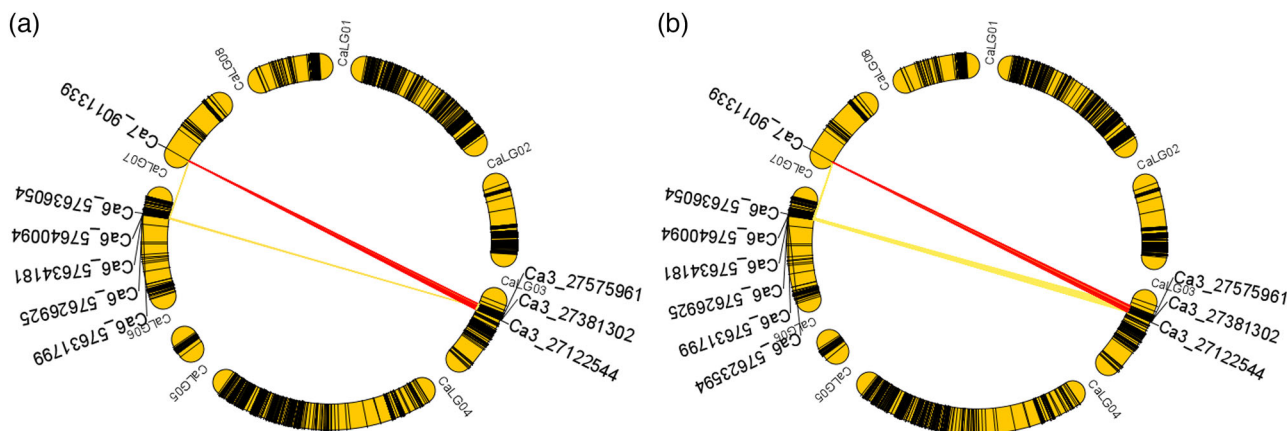 (a)
CaLG01
CaLG02
CaLG03
Ca3_27575961
Ca3_27381302
Ca3_27122544
CaLG04
CaLG05
CaLG06
Ca6_57631799
Ca6_57626925
Ca6_57634181
Ca6_57640094
Ca6_57636054
CaLG07
Ca7_9011339
CaLG08
(b)
CaLG01
CaLG02
CaLG03
Ca3_27575961
Ca3_27381302
Ca3_27122544
CaLG04
CaLG05
CaLG06
Ca6_57623594
Ca6_57631799
Ca6_57626925
Ca6_57634181
Ca6_57640094
Ca6_57636054
CaLG07
Ca7_9011339
CaLG08